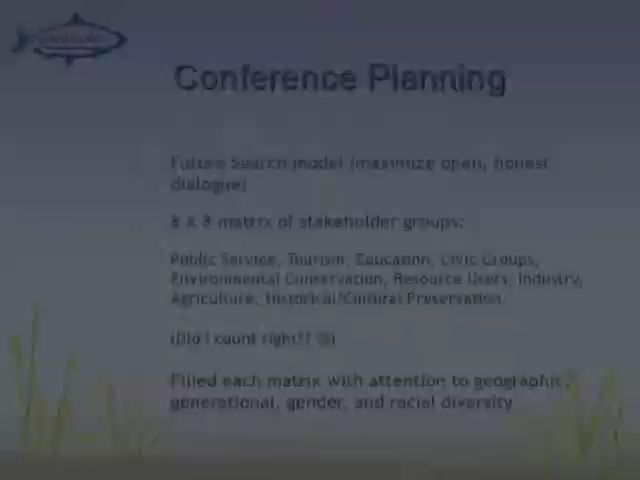 Conference Planning
Future Search model (maximize open, honest
dialogue)
8 X 8 matrix of stakeholder groups:
Public Service, Tourism, Education, Civic Groups,
Environmental Conservation, Resource Users, Industry,
Agriculture, Historical/Cultural Preservation
(Did I count right??
Filled each matrix with attention to geographic,
generational, gender, and racial diversity